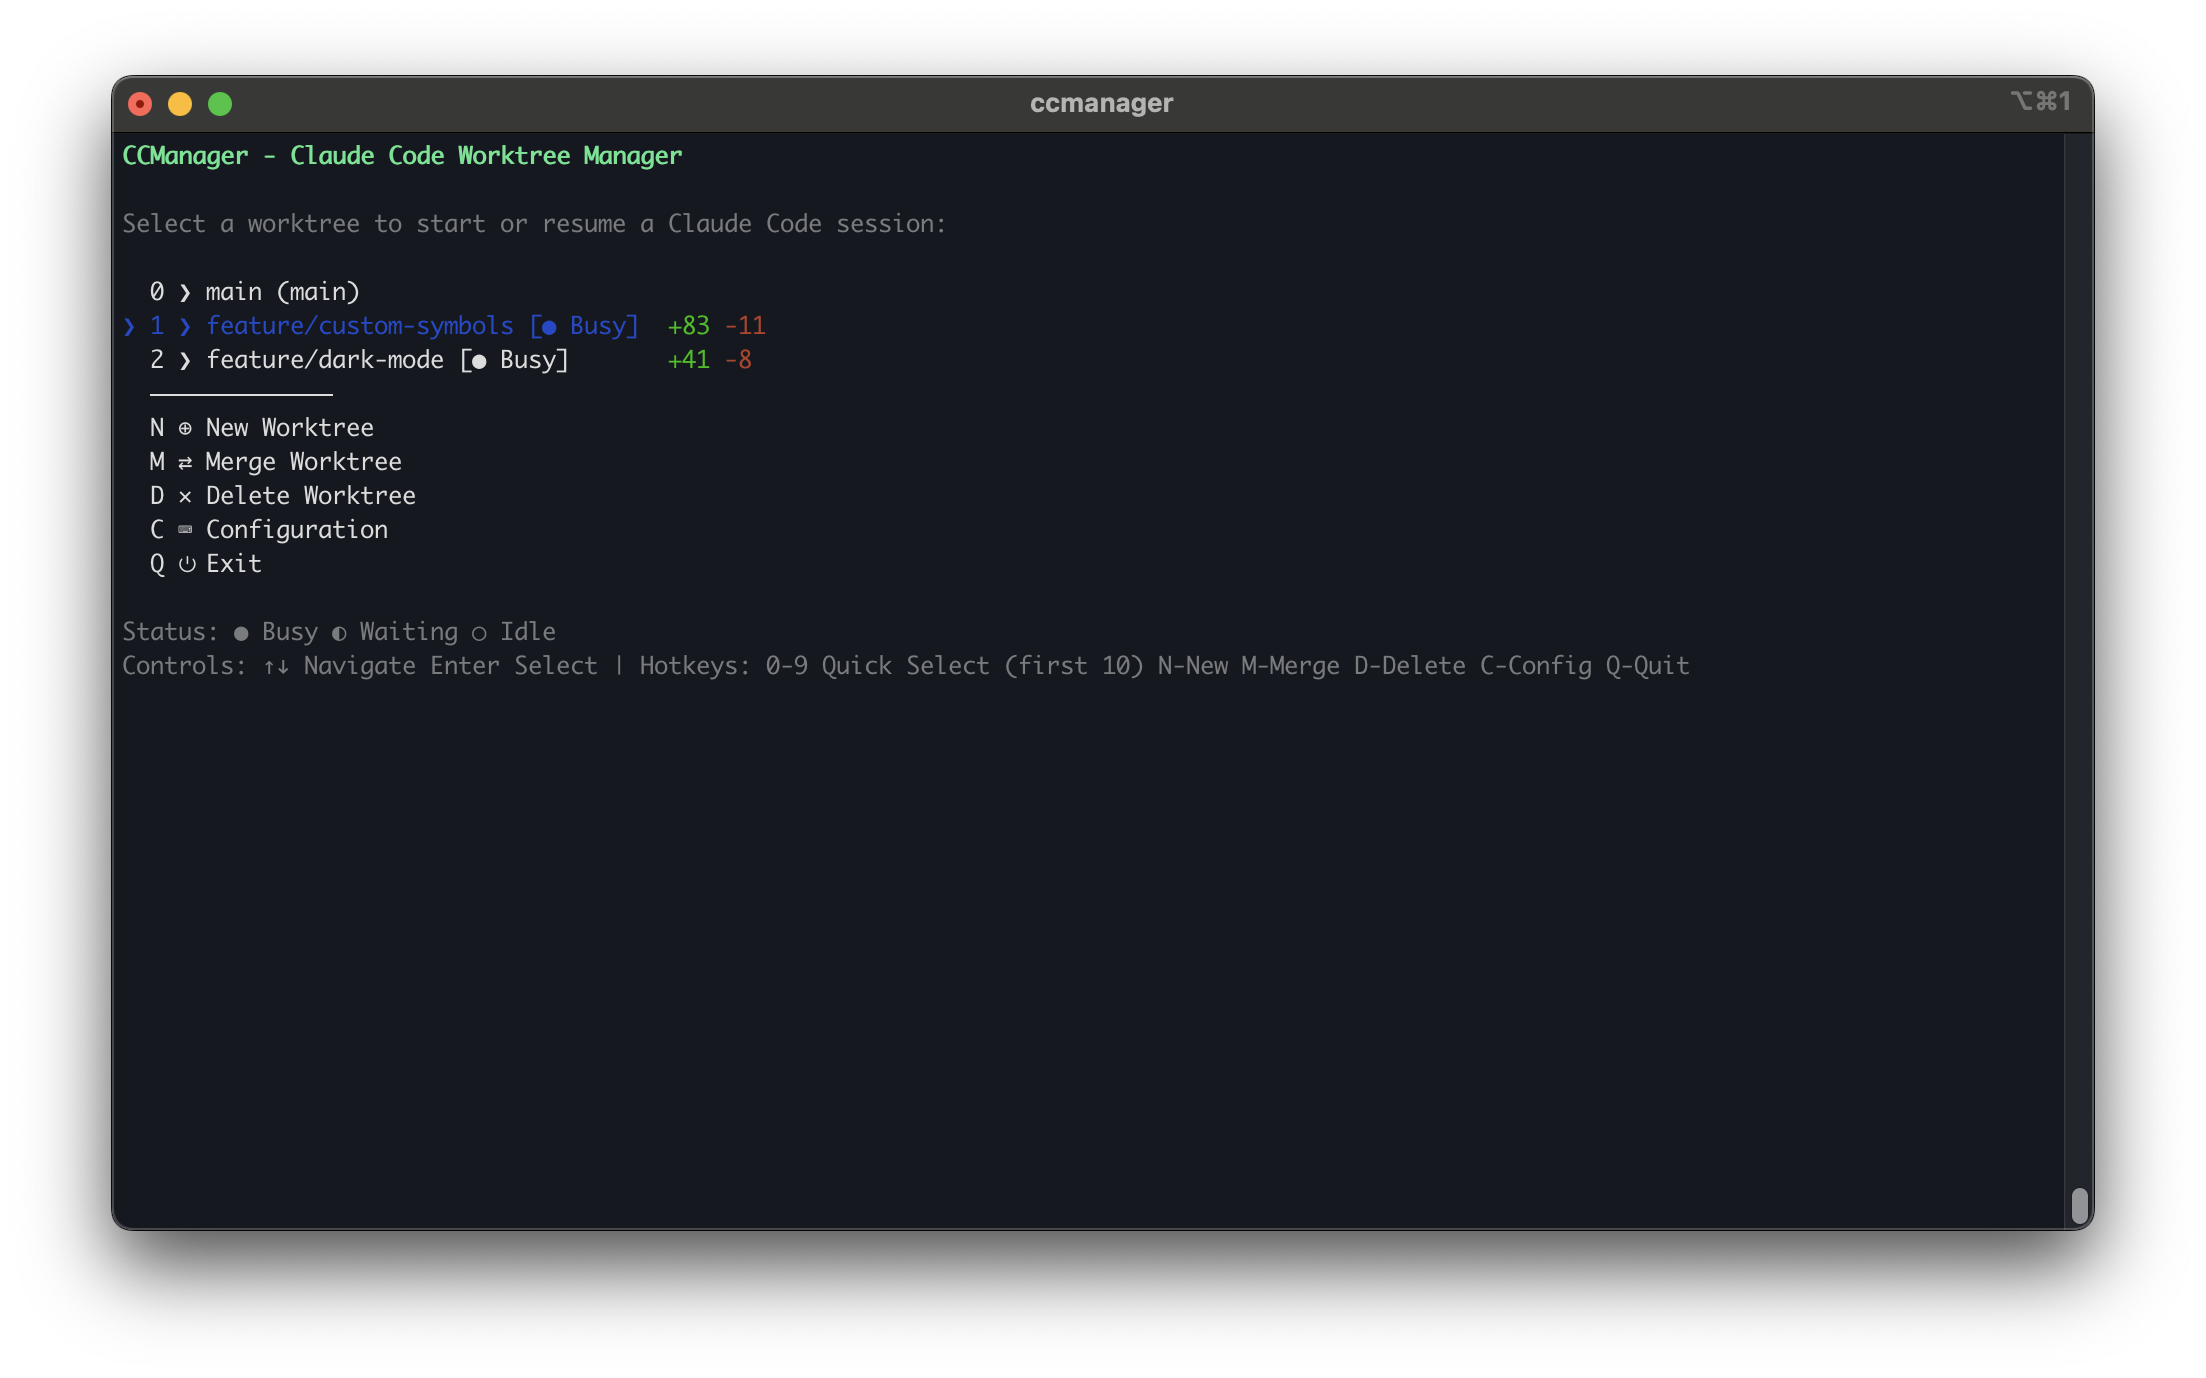 ccmanager ⌥⌘1
CCManager - Claude Code Worktree Manager
Select a worktree to start or resume a Claude Code session:
0 ❯ main (main)
❯ 1 ❯ feature/custom-symbols [● Busy] +83 -11
2 ❯ feature/dark-mode [● Busy] +41 -8
─────────────
N ⊕ New Worktree
M ⇄ Merge Worktree
D ✕ Delete Worktree
C ⌨ Configuration
Q ⏻ Exit
Status: ● Busy ◐ Waiting ○ Idle
Controls: ↑↓ Navigate Enter Select | Hotkeys: 0-9 Quick Select (first 10) N-New M-Merge D-Delete C-Config Q-Quit